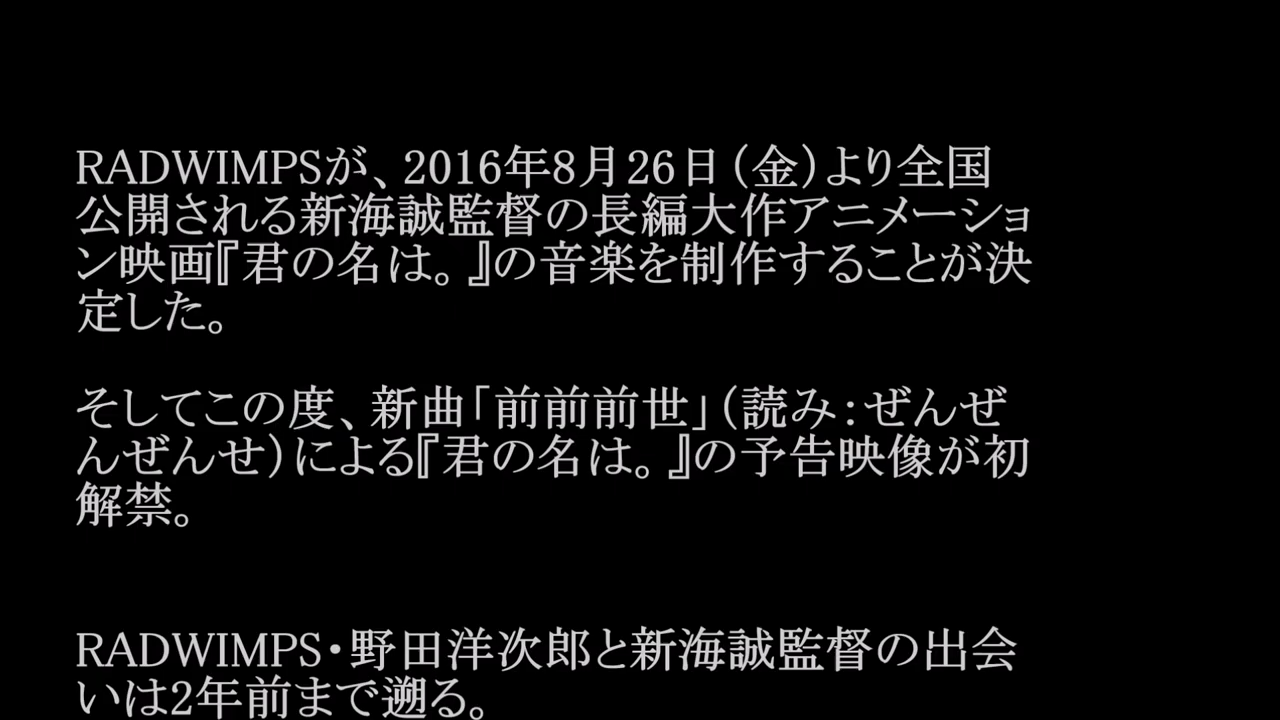 RADWIMPSが、2016年8月26日（金）より全国
公開される新海誠監督の長編大作アニメーショ
ン映画『君の名は。』の音楽を制作することが決
定した。
そしてこの度、新曲「前前前世」（読み：ぜんぜ
んぜんせ）による『君の名は。』の予告映像が初
解禁。
RADWIMPS・野田洋次郎と新海誠監督の出会
いは2年前まで遡る。